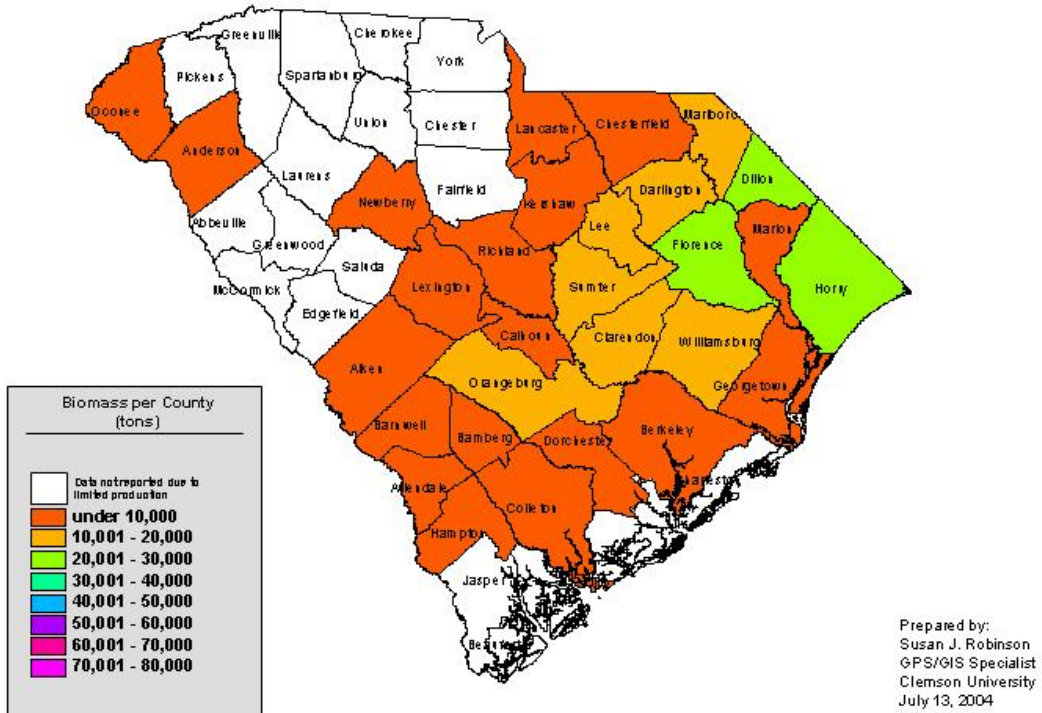 Greenville
Cherokee
York
Pickens
Spartanburg
Oconee
Union
Chester
Lancaster
Chesterfield
Marlboro
Anderson
Laurens
Fairfield
Darlington
Dillon
Newberry
Kershaw
Abbeville
Greenwood
Lee
Florence
Marion
Richland
Saluda
McCormick
Lexington
Sumter
Horry
Edgefield
Calhoun
Clarendon
Williamsburg
Aiken
Orangeburg
Georgetown
Barnwell
Bamberg
Dorchester
Berkeley
Allendale
Colleton
Hampton
Jasper
Biomass per County
(tons)
Data not reported due to
limited production
under 10,000
10,001 - 20,000
20,001 - 30,000
30,001 - 40,000
40,001 - 50,000
50,001 - 60,000
60,001 - 70,000
70,001 - 80,000
Prepared by:
Susan J. Robinson
GPS/GIS Specialist
Clemson University
July 13, 2004